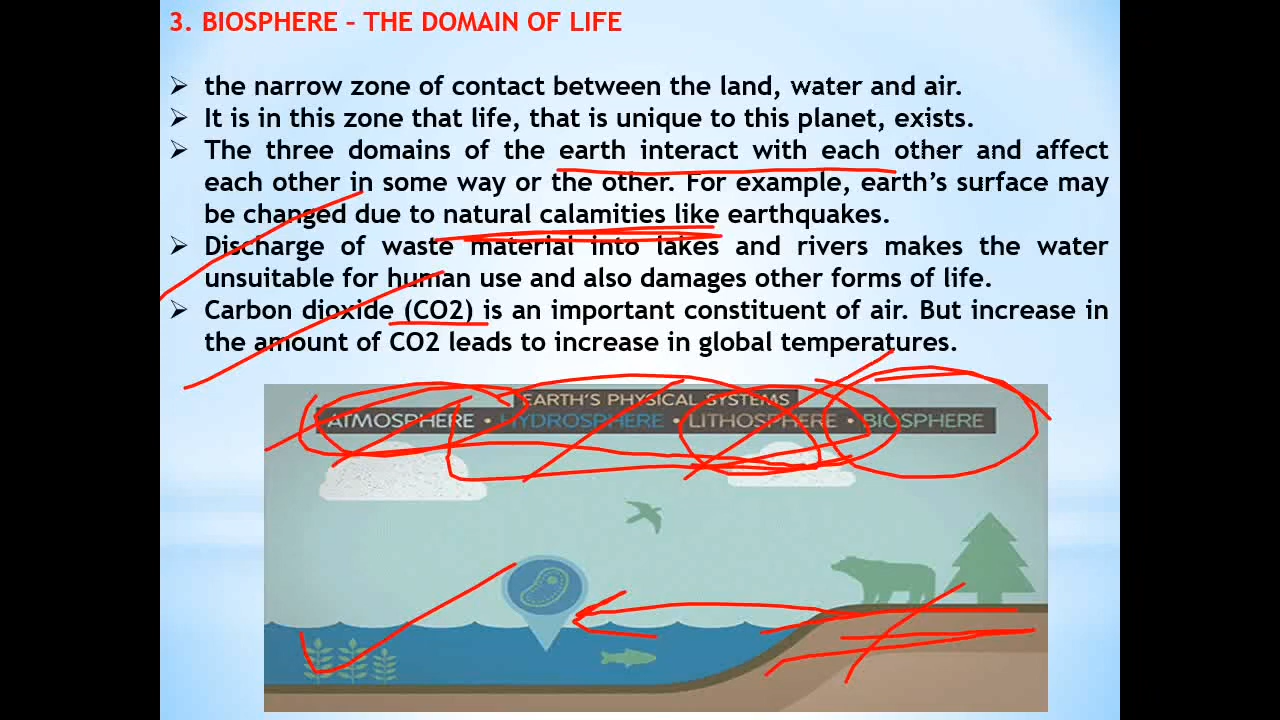 3. BIOSPHERE – THE DOMAIN OF LIFE
➢ the narrow zone of contact between the land, water and air.
➢ It is in this zone that life, that is unique to this planet, exists.
➢ The three domains of the earth interact with each other and affect
each other in some way or the other. For example, earth's surface may
be changed due to natural calamities like earthquakes.
➢ Discharge of waste material into lakes and rivers makes the water
unsuitable for human use and also damages other forms of life.
➢ Carbon dioxide (CO2) is an important constituent of air. But increase in
the amount of CO2 leads to increase in global temperatures.
EARTH'S PHYSICAL SYSTEMS
ATMOSPHERE • HYDROSPHERE • LITHOSPHERE • BIOSPHERE